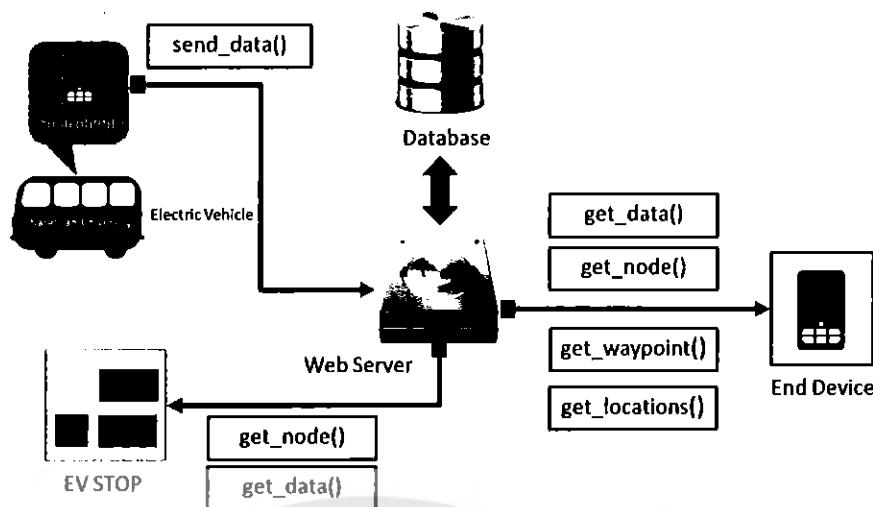 send_data()
Database
Electric Vehicle
get_data()
get_node()
Web Server
get_waypoint()
get_locations()
End Device
get_node()
get_data()
EV STOP